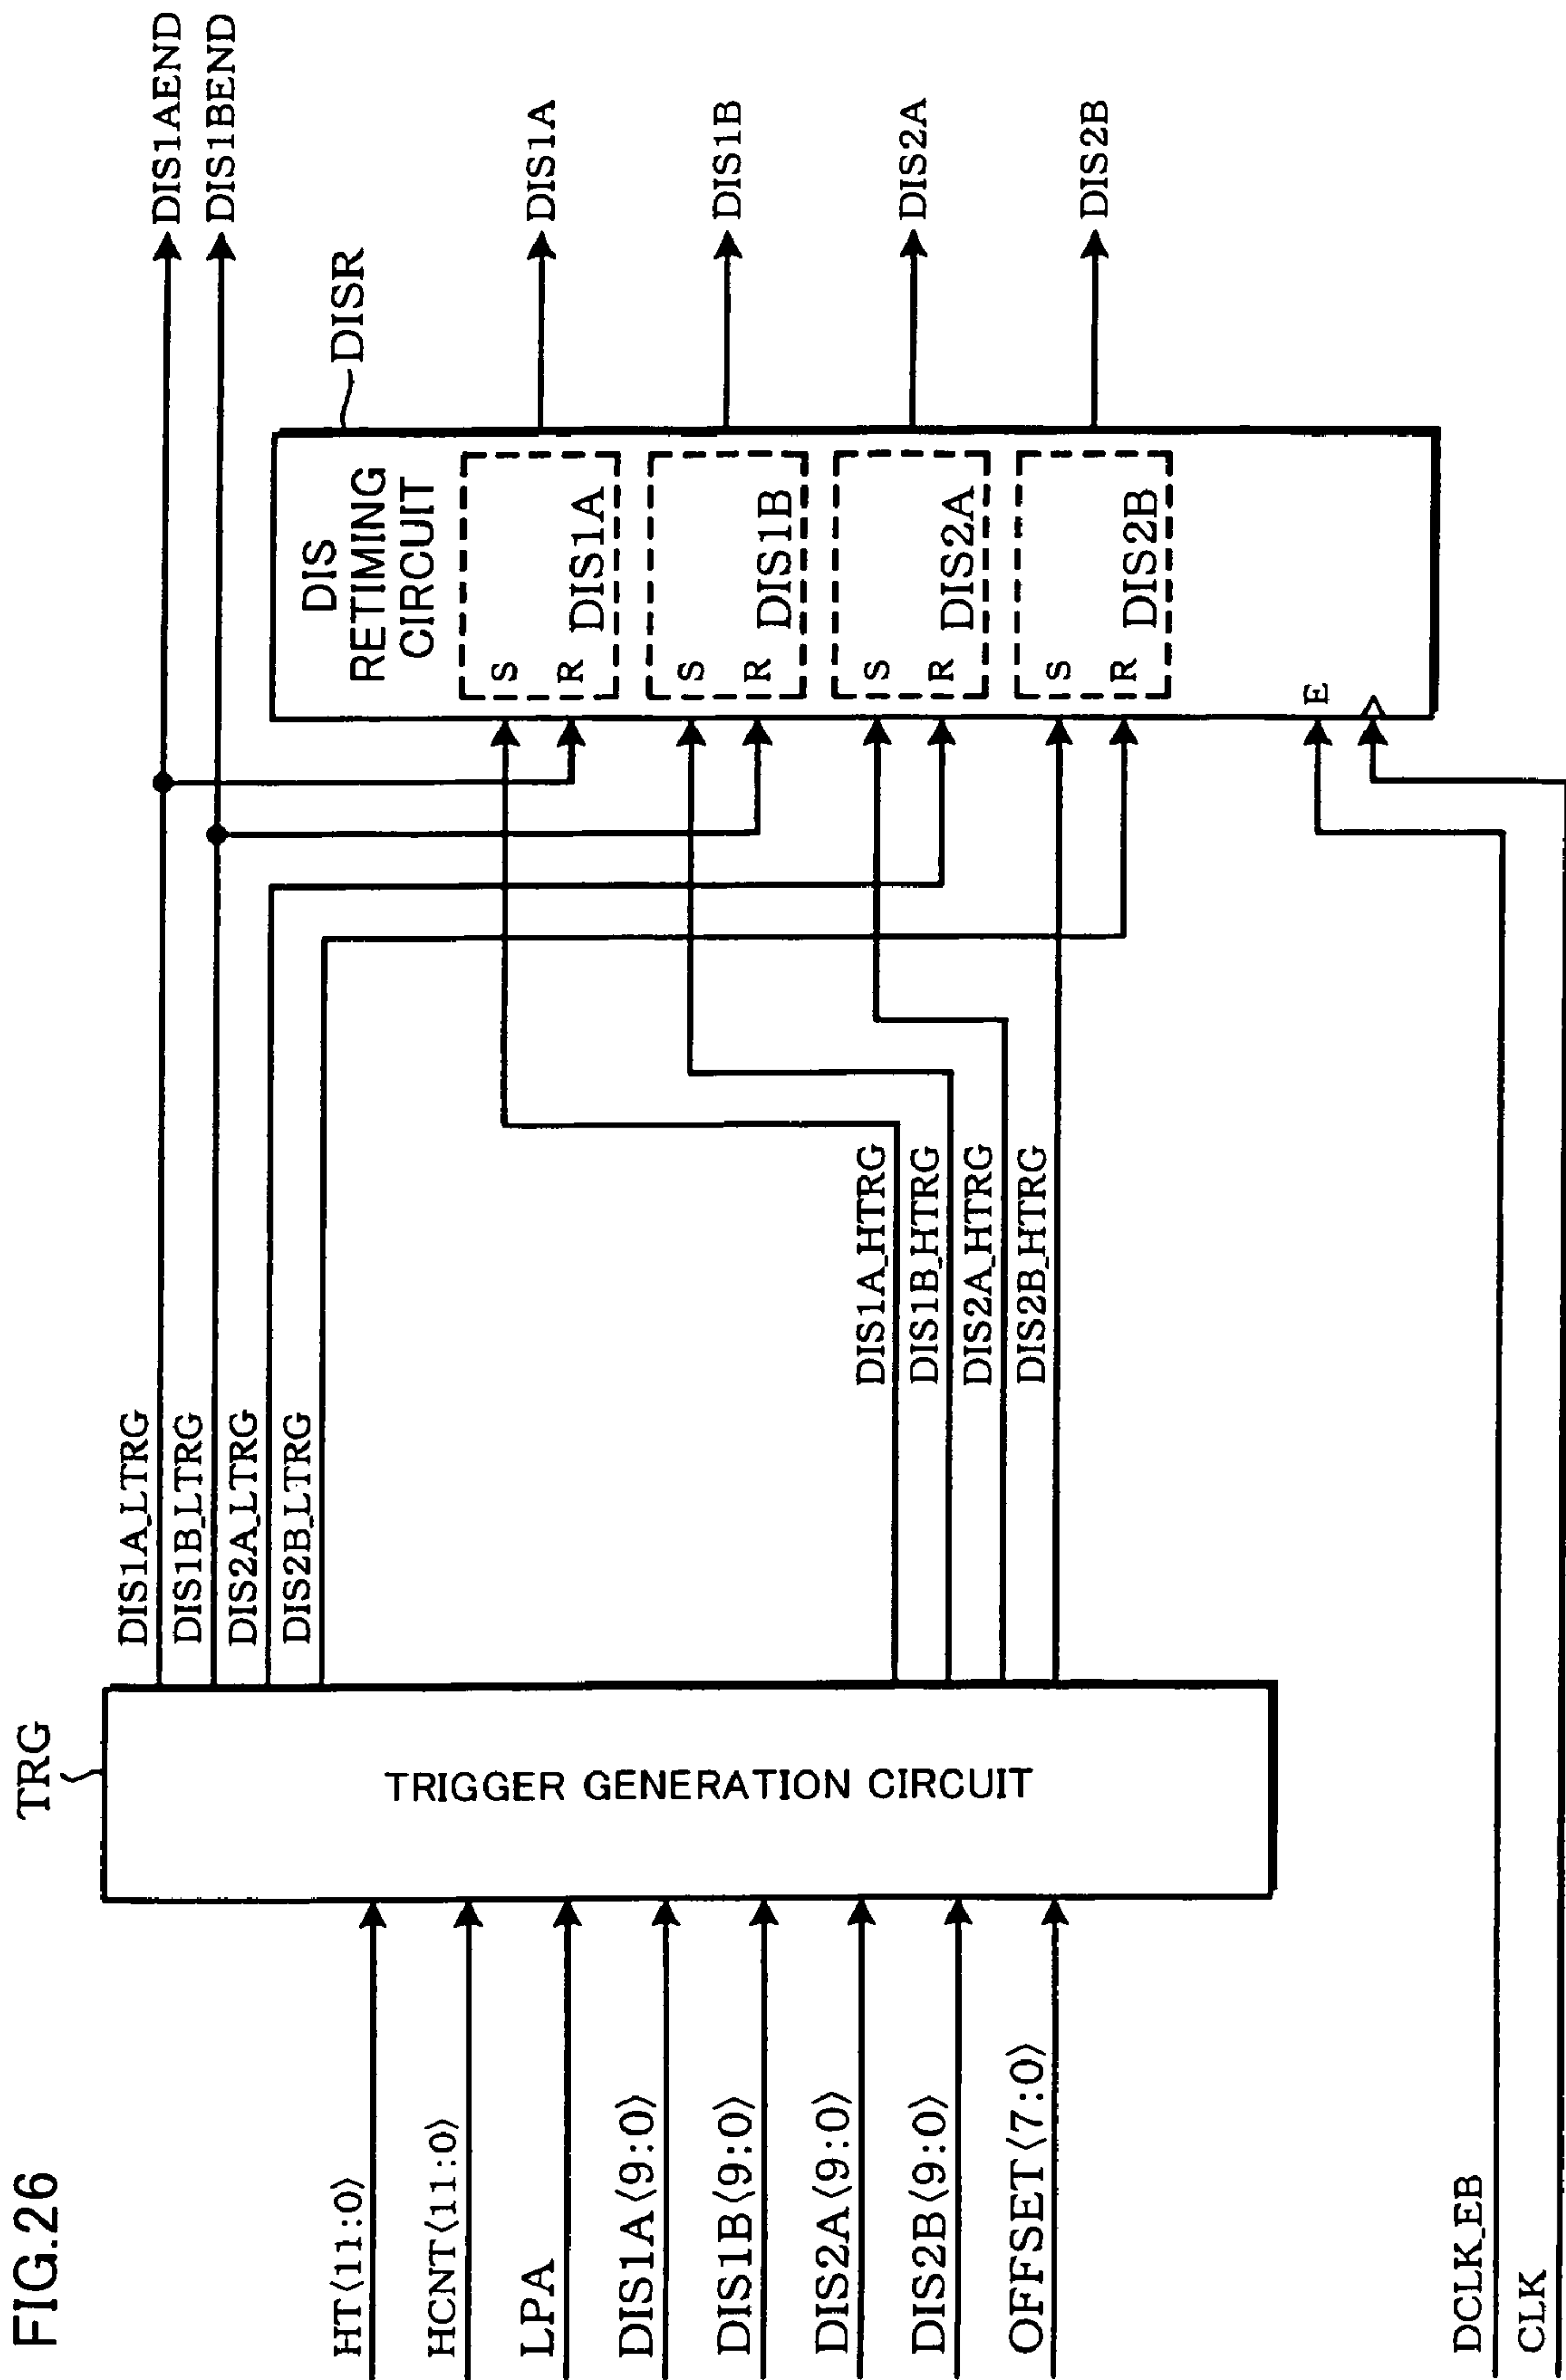 FIG.26
TRG
TRIGGER GENERATION CIRCUIT
HT⟨11:0⟩
HCNT⟨11:0⟩
LPA
DIS1A⟨9:0⟩
DIS1B⟨9:0⟩
DIS2A⟨9:0⟩
DIS2B⟨9:0⟩
OFFSET⟨7:0⟩
DCLK_EB
CLK
DIS1A_LTRG
DIS1B_LTRG
DIS2A_LTRG
DIS2B_LTRG
DIS1A_HTRG
DIS1B_HTRG
DIS2A_HTRG
DIS2B_HTRG
DISR
DIS
RETIMING
CIRCUIT
S
R
DIS1A
S
R
DIS1B
S
R
DIS2A
S
R
DIS2B
E
DIS1AEND
DIS1BEND
DIS1A
DIS1B
DIS2A
DIS2B